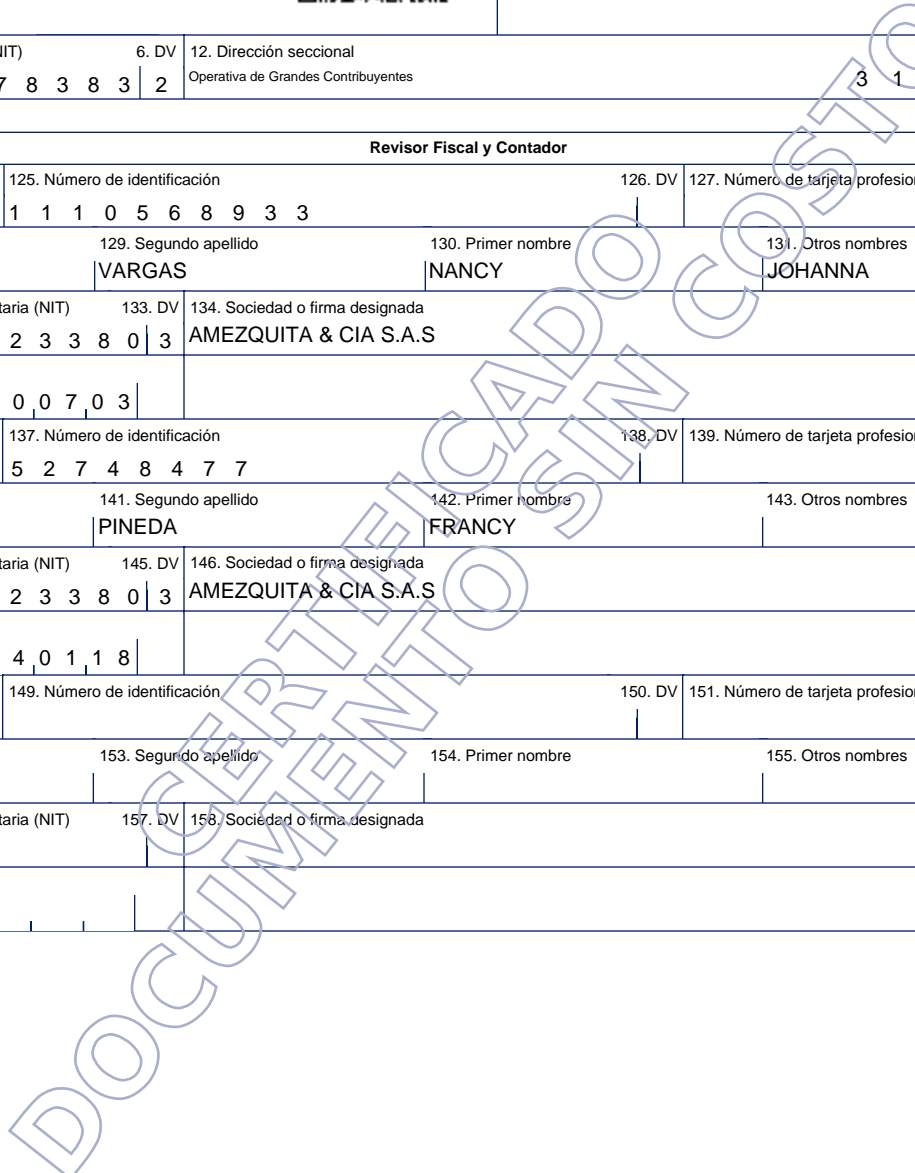 IT) 6. DV 12. Dirección seccional
7 8 3 8 3 2 Operativa de Grandes Contribuyentes 3 1
Revisor Fiscal y Contador
125. Número de identificación 126. DV 127. Número de tarjeta profesion
1 1 1 0 5 6 8 9 3 3
129. Segundo apellido 130. Primer nombre 131. Otros nombres
VARGAS NANCY JOHANNA
taria (NIT) 133. DV 134. Sociedad o firma designada
2 3 3 8 0 3 AMEZQUITA & CIA S.A.S
0 0 7 0 3
137. Número de identificación 138. DV 139. Número de tarjeta profesion
5 2 7 4 8 4 7 7
141. Segundo apellido 142. Primer nombre 143. Otros nombres
PINEDA FRANCY
taria (NIT) 145. DV 146. Sociedad o firma designada
2 3 3 8 0 3 AMEZQUITA & CIA S.A.S
4 0 1 1 8
149. Número de identificación 150. DV 151. Número de tarjeta profesion
153. Segundo apellido 154. Primer nombre 155. Otros nombres
taria (NIT) 157. DV 158. Sociedad o firma designada
CERTIFICADO
DOCUMENTO SIN COSTO